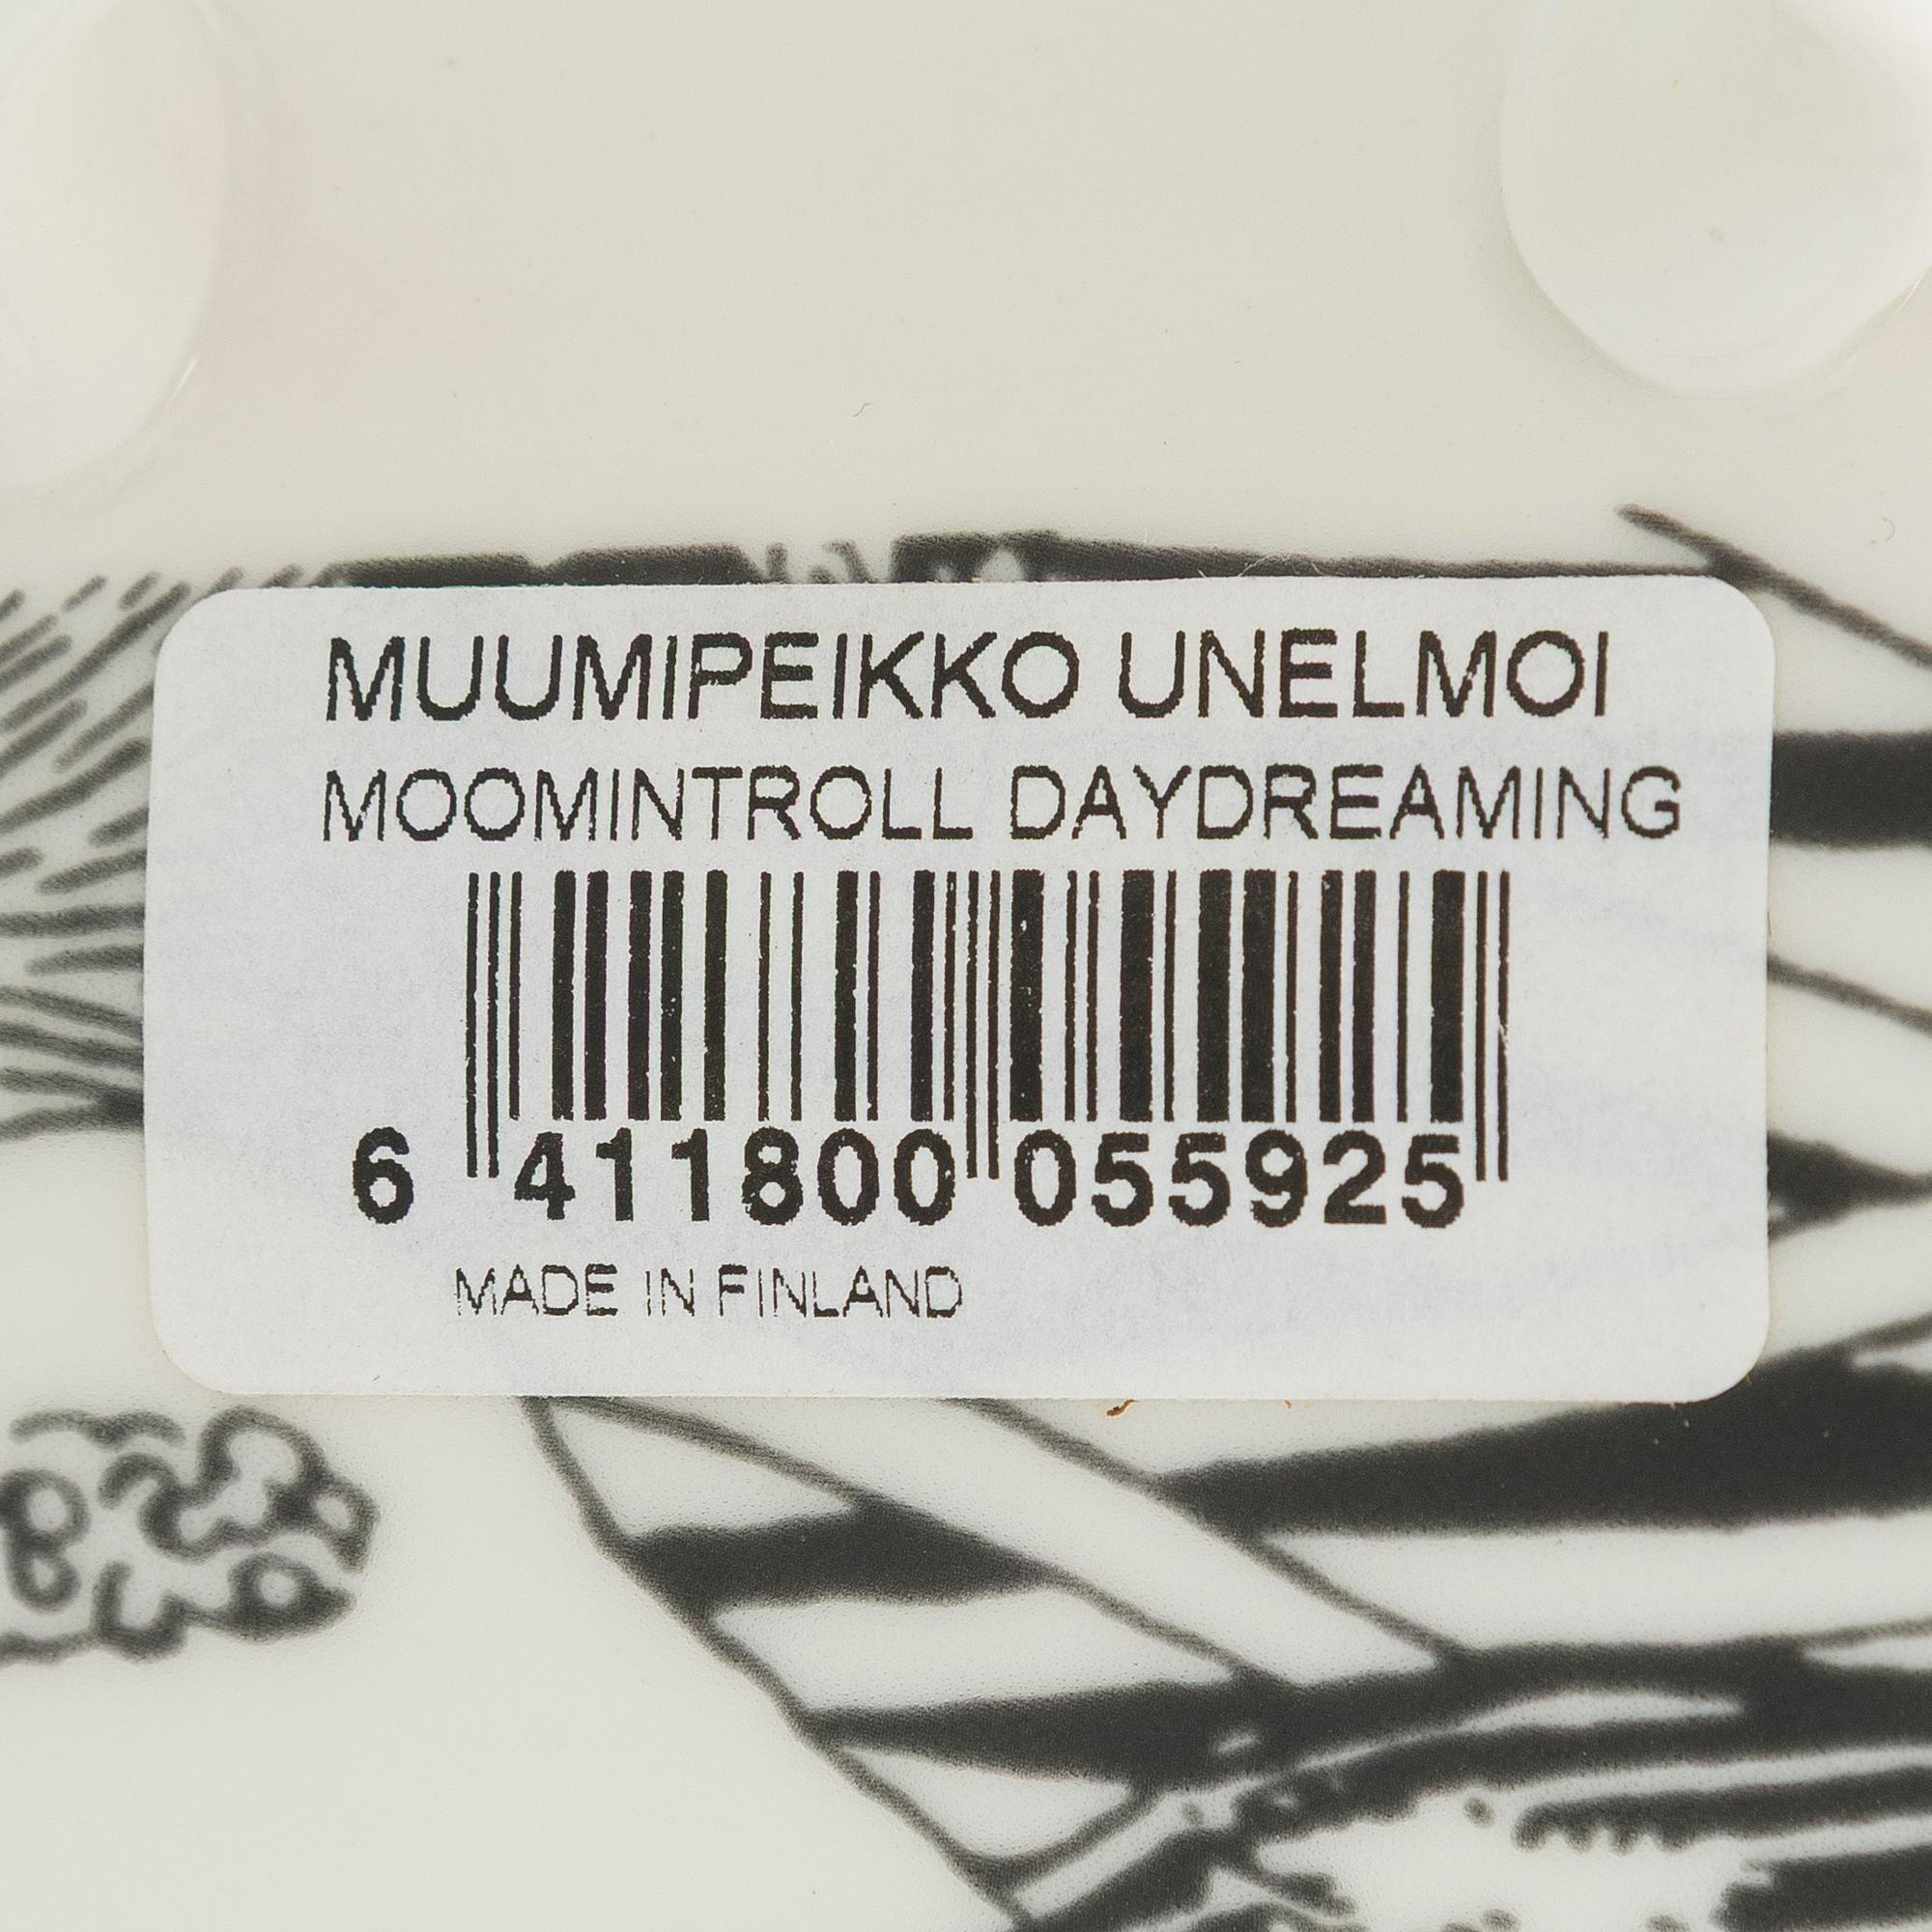 MUUMIPEIKKO UNELMOI
MOOMINTROLL DAYDREAMING
6 411800 055925
MADE IN FINLAND